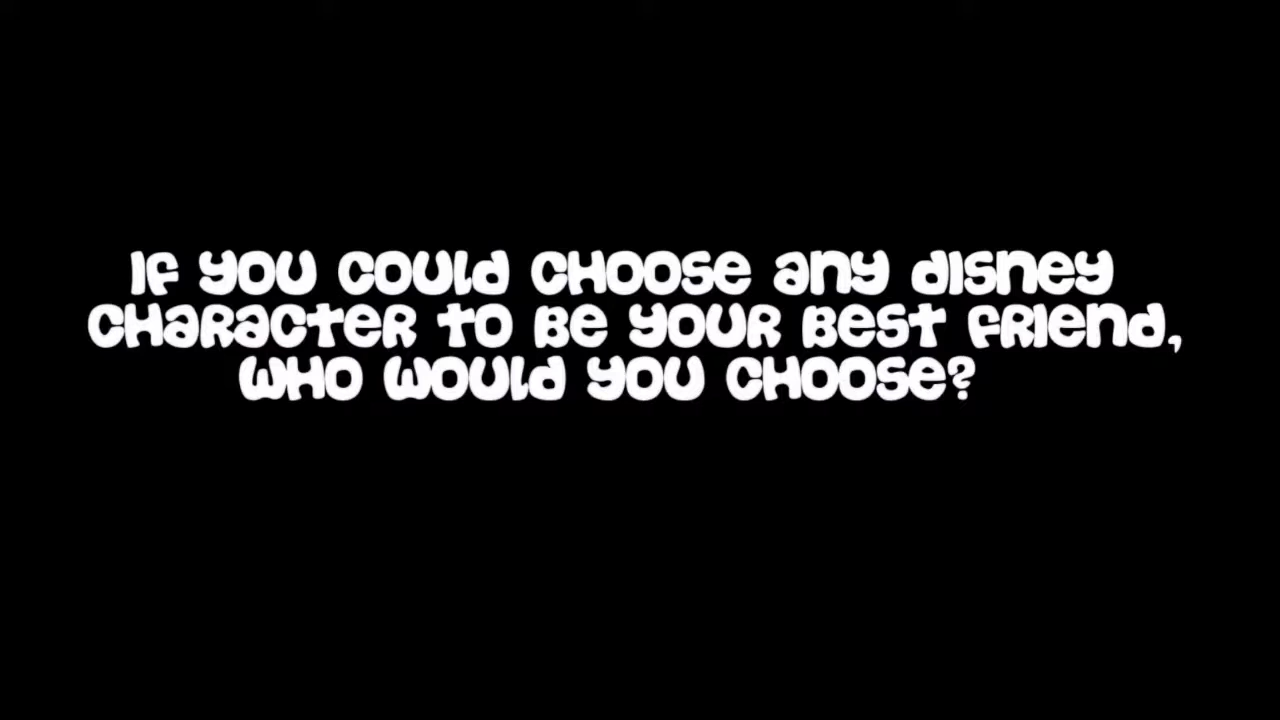 If you could choose any Disney
character to be your best friend,
who would you choose?